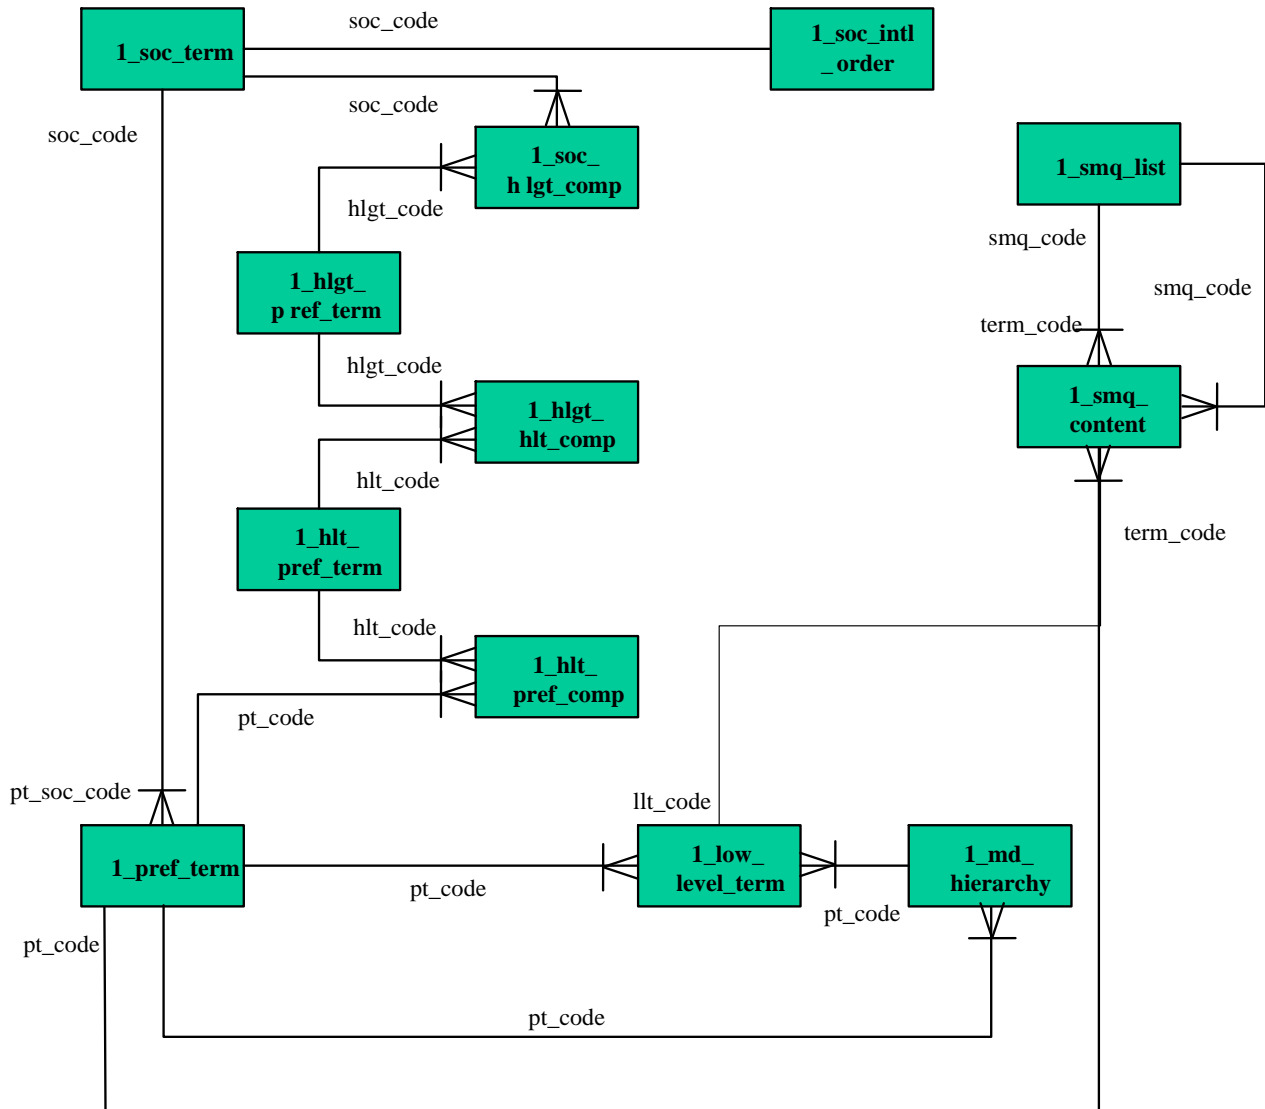 soc_code
1_soc_term
1_soc_intl
_ order
soc_code
soc_code
1_soc_
h lgt_comp
1_smq_list
hlgt_code
smq_code
1_hlgt_
p ref_term
smq_code
term_code
hlgt_code
1_hlgt_
hlt_comp
1_smq_
content
hlt_code
1_hlt_
pref_term
term_code
hlt_code
1_hlt_
pref_comp
pt_code
pt_soc_code
llt_code
1_pref_term
1_low_
level_term
1_md_
hierarchy
pt_code
pt_code
pt_code
pt_code